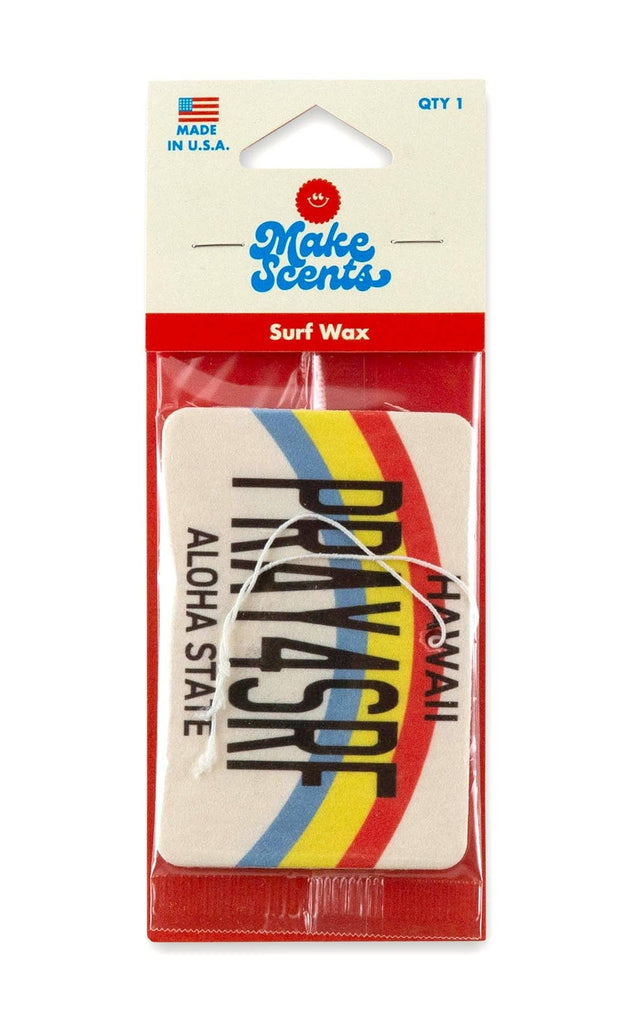 MADE
IN U.S.A.
QTY 1
Make
Scents
Surf Wax
HAWAII
PRAY4SRF
ALOHA STATE